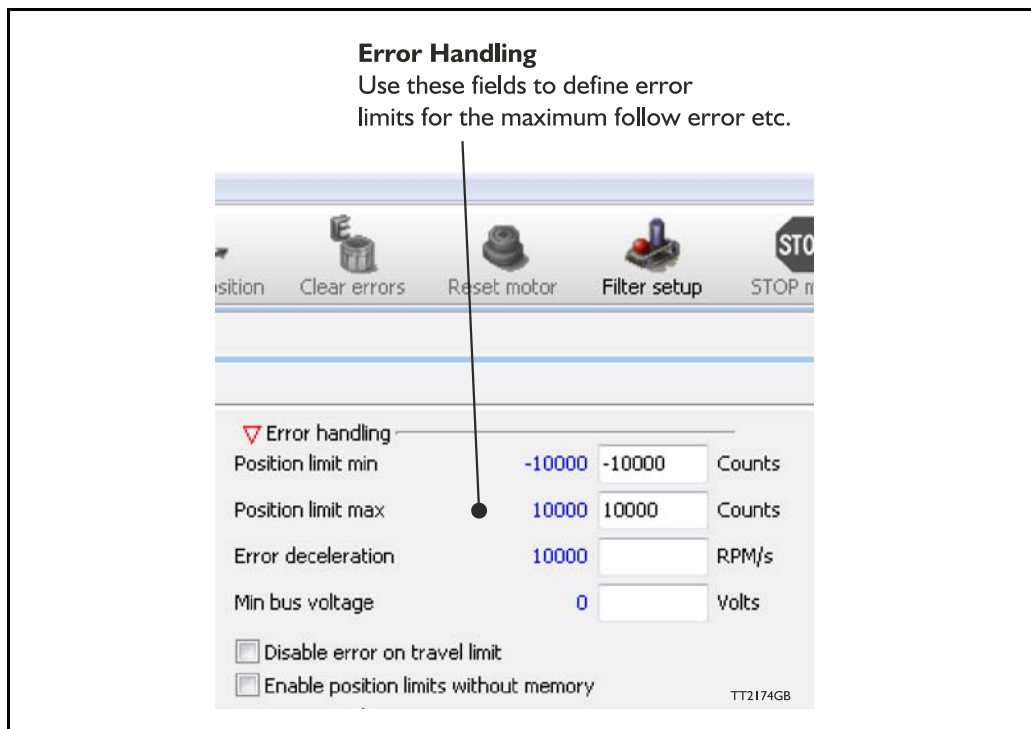 Error Handling
Use these fields to define error
limits for the maximum follow error etc.
Clear errors Reset motor Filter setup STOP
Error handling
Position limit min -10000 -10000 Counts
Position limit max 10000 10000 Counts
Error deceleration 10000 RPM/s
Min bus voltage 0 Volts
Disable error on travel limit
Enable position limits without memory
TT2174GB